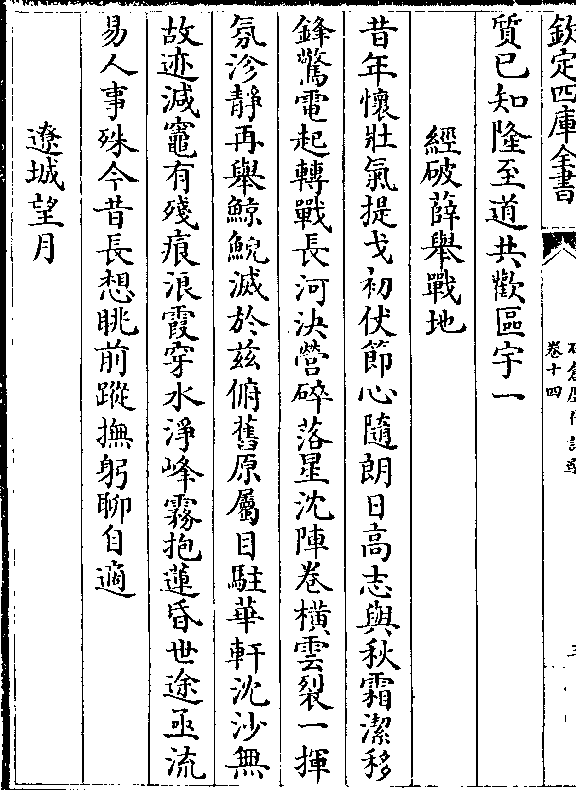 欽定四庫全書
卷十四
質已知隆至道共歡區宇一
經破薛舉戰地
昔年懷壯氣提戈初伏節心隨朗日高志與秋霜潔移
鋒驚電起轉戰長河決營碎落星沈陣卷橫雲裂一揮
氛沴靜再舉鯨鯢滅於兹俯舊原屬目駐華軒沈沙無
故迹減竈有殘痕浪霞穿水淨峰霧抱蓮昏世途亟流
易人事殊今昔長想眺前蹤撫躬聊自適
遼城望月